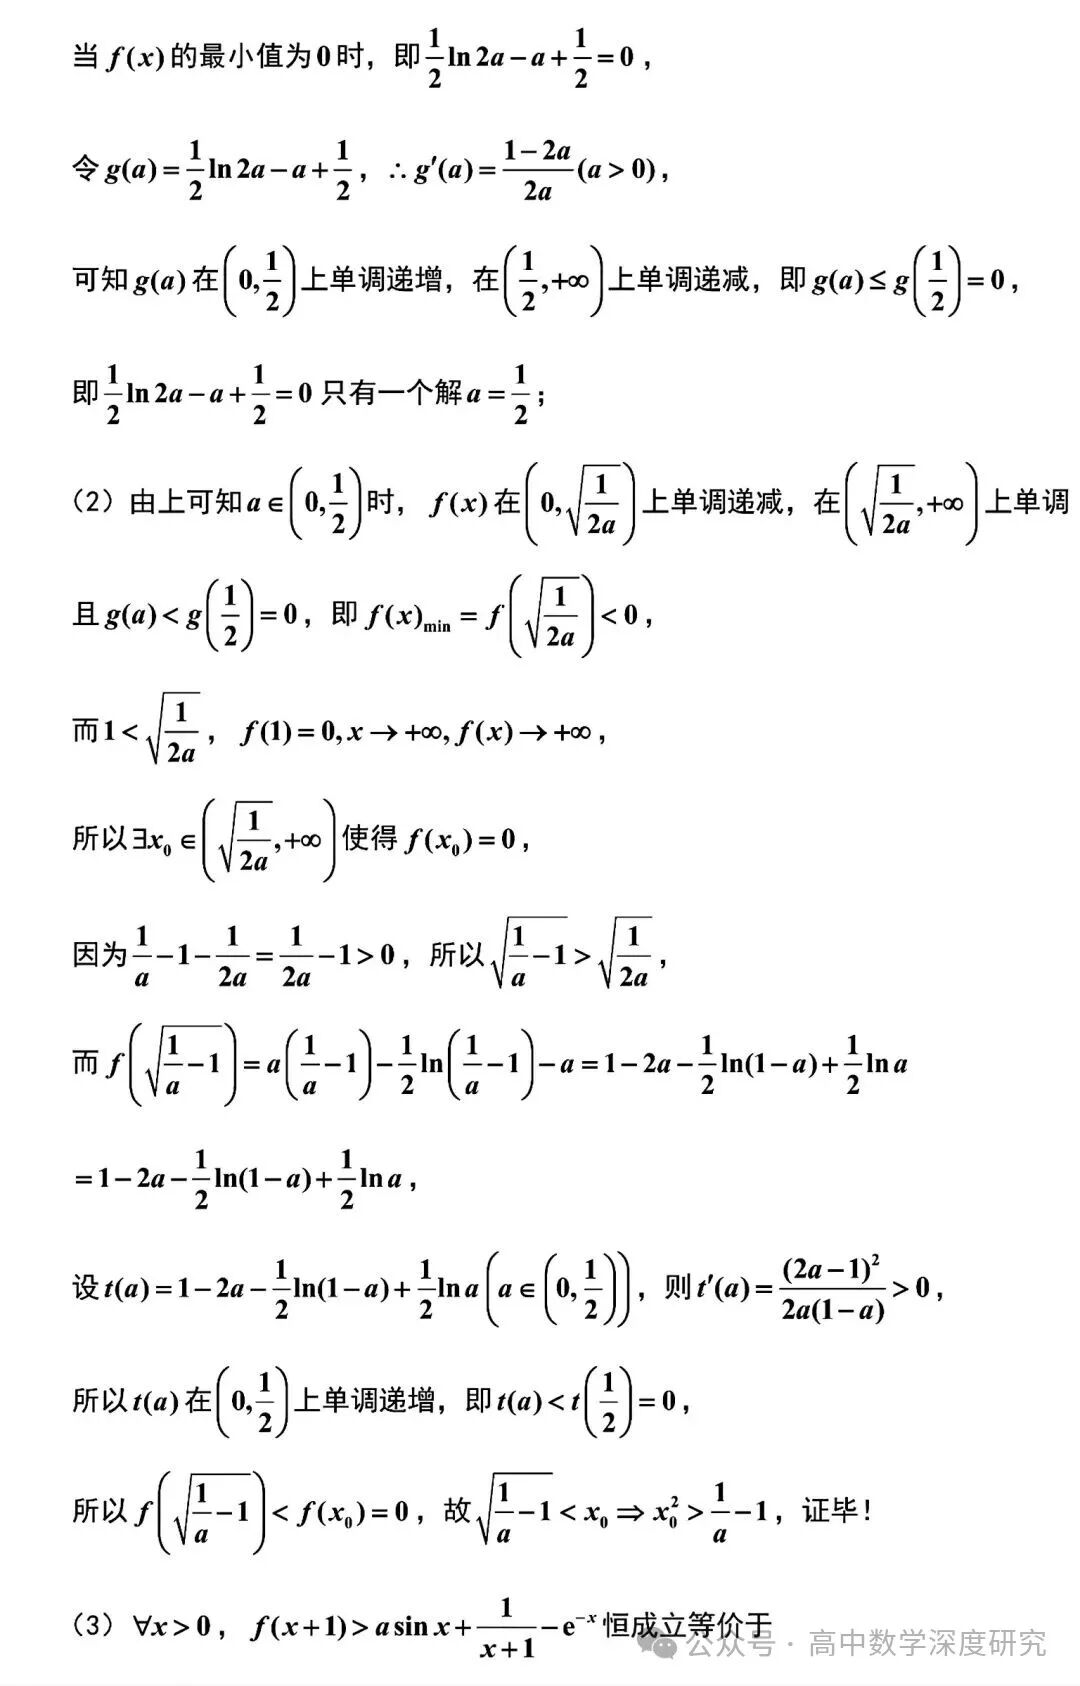 当 f(x) 的最小值为 0 时，即 1/2 ln 2a − a + 1/2 = 0，
令 g(a) = 1/2 ln 2a − a + 1/2，∴ g′(a) = (1−2a)/(2a) (a > 0)，
可知 g(a) 在 (0, 1/2) 上单调递增，在 (1/2, +∞) 上单调递减，即 g(a) ≤ g(1/2) = 0，
即 1/2 ln 2a − a + 1/2 = 0 只有一个解 a = 1/2；
（2）由上可知 a ∈ (0, 1/2) 时，f(x) 在 (0, √(1/(2a))) 上单调递减，在 (√(1/(2a)), +∞) 上单调
且 g(a) < g(1/2) = 0，即 f(x)min = f(√(1/(2a))) < 0，
而 1 < √(1/(2a))，f(1) = 0, x → +∞, f(x) → +∞，
所以 ∃x₀ ∈ (√(1/(2a)), +∞) 使得 f(x₀) = 0，
因为 1/a − 1 − 1/(2a) = 1/(2a) − 1 > 0，所以 √(1/a − 1) > √(1/(2a))，
而 f(√(1/a − 1)) = a(1/a − 1) − 1/2 ln(1/a − 1) − a = 1 − 2a − 1/2 ln(1−a) + 1/2 ln a
= 1 − 2a − 1/2 ln(1−a) + 1/2 ln a，
设 t(a) = 1 − 2a − 1/2 ln(1−a) + 1/2 ln a (a ∈ (0, 1/2))，则 t′(a) = (2a−1)²/(2a(1−a)) > 0，
所以 t(a) 在 (0, 1/2) 上单调递增，即 t(a) < t(1/2) = 0，
所以 f(√(1/a − 1)) < f(x₀) = 0，故 √(1/a − 1) < x₀ ⇒ x₀² > 1/a − 1，证毕！
（3）∀x > 0，f(x+1) > a sin x + 1/(x+1) − e⁻ˣ 恒成立等价于
公众号 · 高中数学深度研究